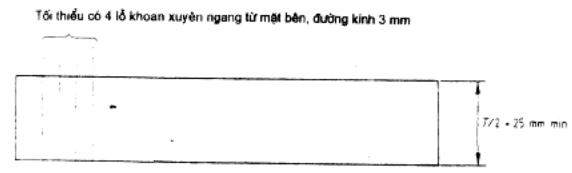 Tối thiểu có 4 lỗ khoan xuyên ngang từ mặt bên, đường kính 3 mm
T/2 + 25 mm min